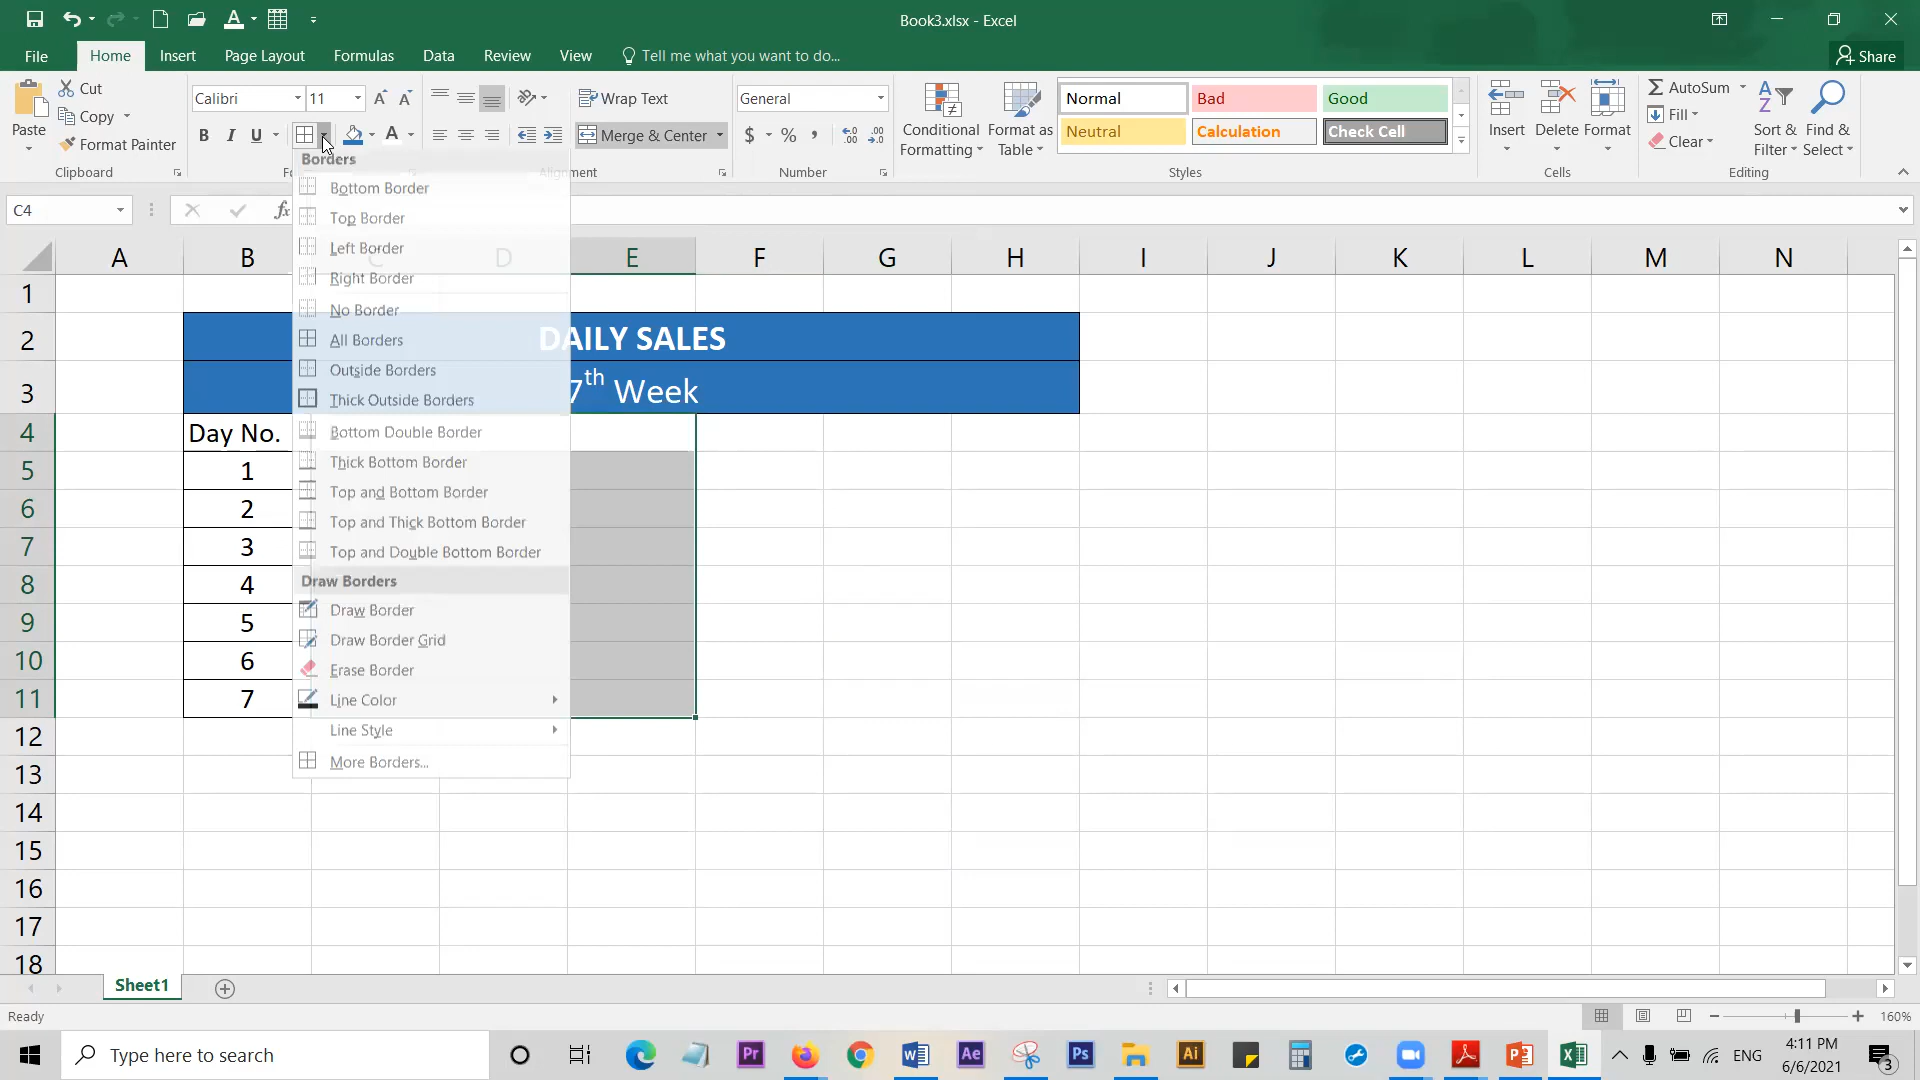 Book3.xlsx - Excel
File Home Insert Page Layout Formulas Data Review View Tell me what you want to do... Share
Paste
Cut
Copy
Format Painter
Clipboard
Calibri 11
B I U A
Wrap Text
Merge & Center
Alignment
General
$ % ,
Number
Conditional Formatting
Format as Table
Normal Bad Good
Neutral Calculation Check Cell
Styles
Insert Delete Format
Cells
AutoSum
Fill
Clear
Sort & Filter
Find & Select
Editing
C4
fx
Borders
Bottom Border
Top Border
Left Border
Right Border
No Border
All Borders
Outside Borders
Thick Outside Borders
Bottom Double Border
Thick Bottom Border
Top and Bottom Border
Top and Thick Bottom Border
Top and Double Bottom Border
Draw Borders
Draw Border
Draw Border Grid
Erase Border
Line Color
Line Style
More Borders...
A B C D E F G H I J K L M N
1
2 DAILY SALES
3 7th Week
4 Day No.
5 1
6 2
7 3
8 4
9 5
10 6
11 7
12
13
14
15
16
17
18
Sheet1
Ready
160%
Type here to search
Pr
Ae
Ps
Ai
ENG
4:11 PM
6/6/2021
3